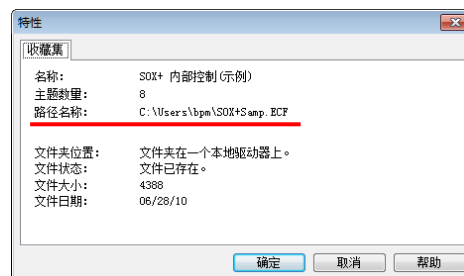 特性
收藏集
名称: SOX+ 内部控制(示例)
主题数量: 8
路径名称: C:\Users\bpm\SOX+Samp.ECF
文件夹位置: 文件夹在一个本地驱动器上。
文件状态: 文件已存在。
文件大小: 4388
文件日期: 06/28/10
确定 取消 帮助